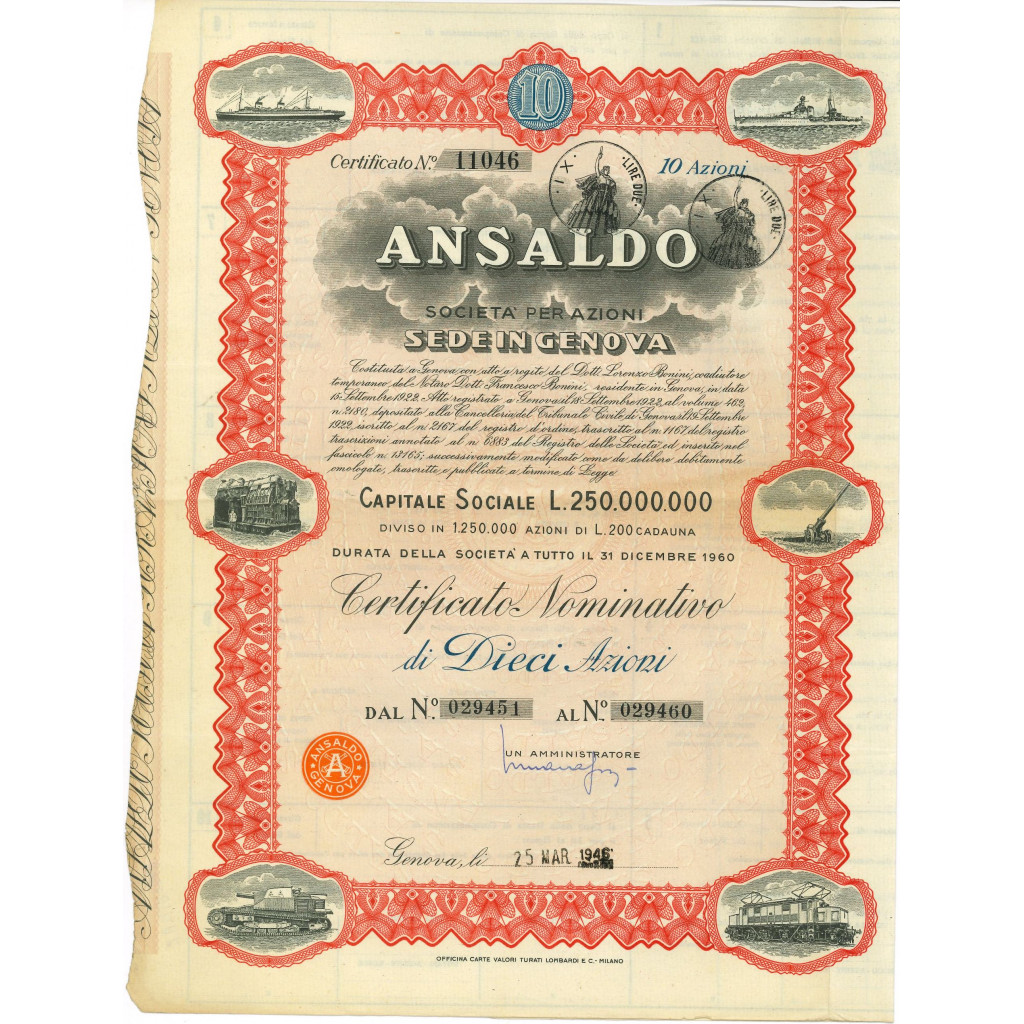 10
Certificato N.º 11046
10 Azioni
· IX · LIRE DUE ·
· XI · LIRE DUE ·
ANSALDO
SOCIETA' PER AZIONI
SEDE IN GENOVA
Costituita a Genova con atto a rogito del Dott. Lorenzo Bonini, coadiutore
temporaneo del Notaro Dott. Francesco Bonini, residente in Genova, in data
15 Settembre 1922. Atto registrato a Genova il 18 Settembre 1922 al volume 462,
n. 2180, depositato alla Cancelleria del Tribunale Civile di Genova il 19 Settembre
1922, iscritto al n. 2167 del registro d'ordine, trascritto al n. 1167 del registro
trascrizioni annotato al n. 6883 del Registro delle Società ed inserito nel
fascicolo n. 18165; successivamente modificato come da delibere debitamente
omologate, trascritte e pubblicate a termine di Legge
CAPITALE SOCIALE L. 250.000.000
DIVISO IN 1.250.000 AZIONI DI L. 200 CADAUNA
DURATA DELLA SOCIETA' A TUTTO IL 31 DICEMBRE 1960
Certificato Nominativo
di Dieci Azioni
DAL N.º 029451 AL N.º 029460
UN AMMINISTRATORE
ANSALDO
A
GENOVA
Genova, lì 25 MAR. 1946
OFFICINA CARTE VALORI TURATI LOMBARDI E C. - MILANO